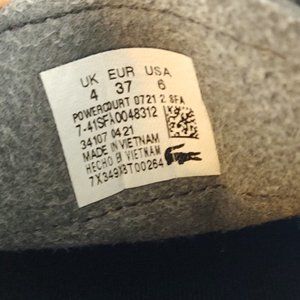 UK EUR USA
4 37 6
POWERCOURT 0721 2 SFA
7-41SFA0048312
34107 04 21
MADE IN VIETNAM
HECHO EN VIETNAM
7X349X8T00264